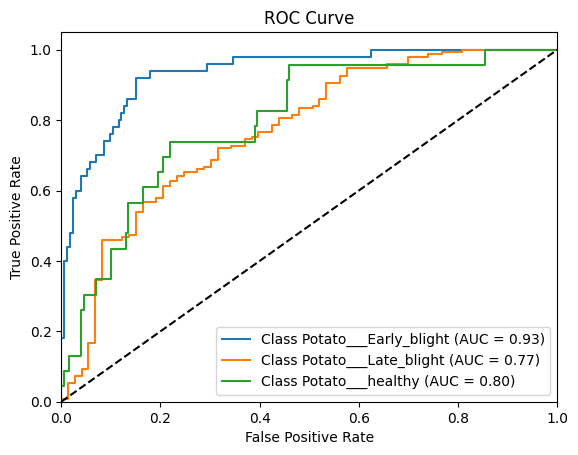 ROC Curve
True Positive Rate
1.0
0.8
0.6
0.4
0.2
0.0
Class Potato___Early_blight (AUC = 0.93)
Class Potato___Late_blight (AUC = 0.77)
Class Potato___healthy (AUC = 0.80)
0.0 0.2 0.4 0.6 0.8 1.0
False Positive Rate